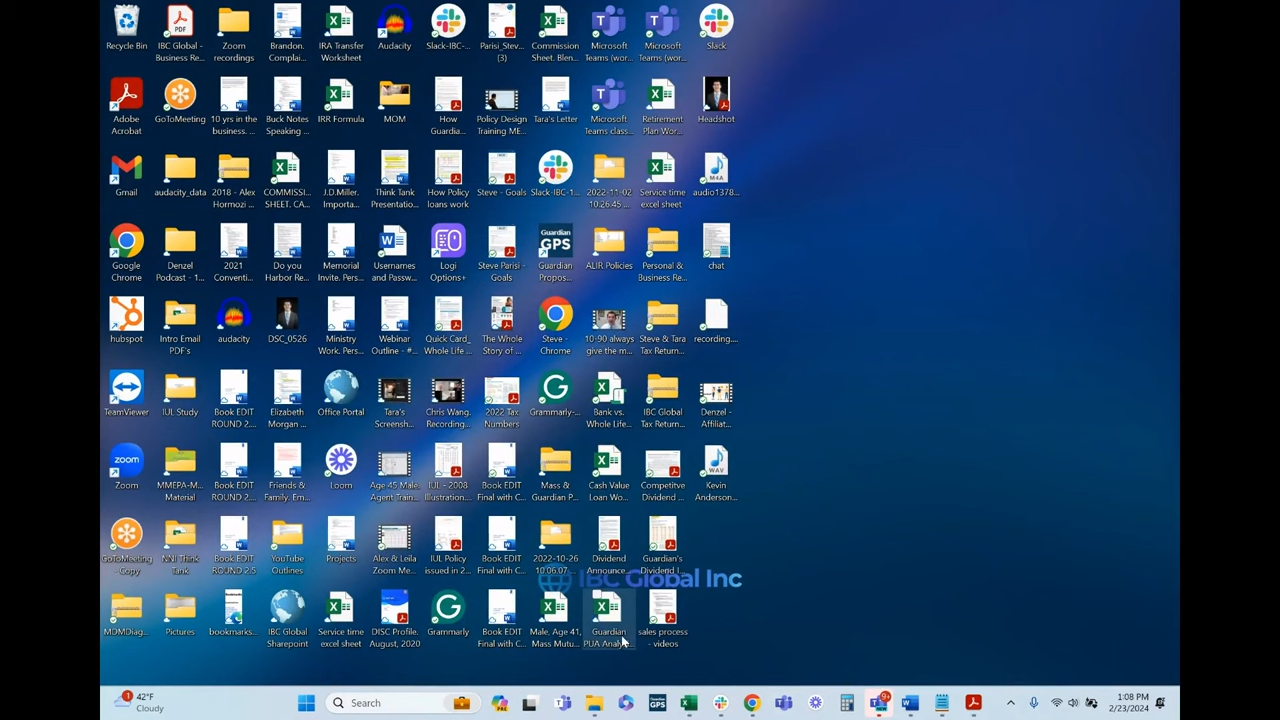 Recycle Bin
IBC Global -
Business Re...
Zoom
recordings
Brandon.
Complai...
IRA Transfer
Worksheet
Audacity
Slack-IBC-...
Parisi_Stev...
(3)
Commission
Sheet. Blen...
Microsoft
Teams (wor...
Microsoft
Teams (wor...
Slack
Adobe
Acrobat
GoToMeeting
10 yrs in the
business. ...
Buck Notes
Speaking ...
IRR Formula
MOM
How
Guardia...
Policy Design
Training ME...
Tara's Letter
Microsoft
Teams class...
Retirement
Plan Wor...
Headshot
Gmail
audacity_data
2018 - Alex
Hormozi ...
COMMISSI...
SHEET. CA...
J.D.Miller.
Importa...
Think Tank
Presentatio...
How Policy
loans work
Steve - Goals
Slack-IBC-1...
2022-11-02
10.26.45 ...
Service time
excel sheet
M4A
audio1378...
Google
Chrome
Denzel
Podcast - 1...
2021
Conventi...
Do you
Harbor Re...
Memorial
Invite. Pers...
Usernames
and Passw...
Logi
Options+
Steve Parisi -
Goals
Guardian
GPS
Guardian
Propos...
ALIR Policies
Personal &
Business Re...
chat
hubspot
Intro Email
PDF's
audacity
DSC_0526
Ministry
Work. Pers...
Webinar
Outline - #...
Quick Card_
Whole Life ...
The Whole
Story of ...
Steve -
Chrome
10-90 always
give the m...
Steve & Tara
Tax Return...
recording....
TeamViewer
IUL Study
Book EDIT
ROUND 2....
Elizabeth
Morgan ...
Office Portal
Tara's
Screensh...
Chris Wang.
Recording...
2022 Tax
Numbers
Grammarly-...
Bank vs.
Whole Life...
IBC Global
Tax Return...
Denzel -
Affiliat...
zoom
Zoom
MMEPA-M...
Material
Book EDIT
ROUND 2....
Friends &
Family. Em...
Loom
Age 45 Male.
Agent Train...
IUL - 2008
Illustration....
Book EDIT
Final with C...
Mass &
Guardian P...
Cash Value
Loan Wo...
Competitve
Dividend ...
WAV
Kevin
Anderson...
GoToMeeting
- Copy
NNI Think
Tank
Book EDIT
ROUND 2.5
YouTube
Outlines
Projects
Alex & Leila
Zoom Me...
IUL Policy
issued in 2...
Book EDIT
Final with C...
2022-10-26
10.06.07 ...
Dividend
Announce...
Guardian's
Dividend I...
IBC Global Inc
MDMDiag...
Pictures
bookmarks...
IBC Global
Sharepoint
Service time
excel sheet
DISC Profile.
August, 2020
Grammarly
Book EDIT
Final with C...
Male, Age 41,
Mass Mutu...
Guardian
PUA Analy...
sales process
- videos
1
42°F
Cloudy
Search
Guardian
GPS
9+
1:08 PM
2/23/2024